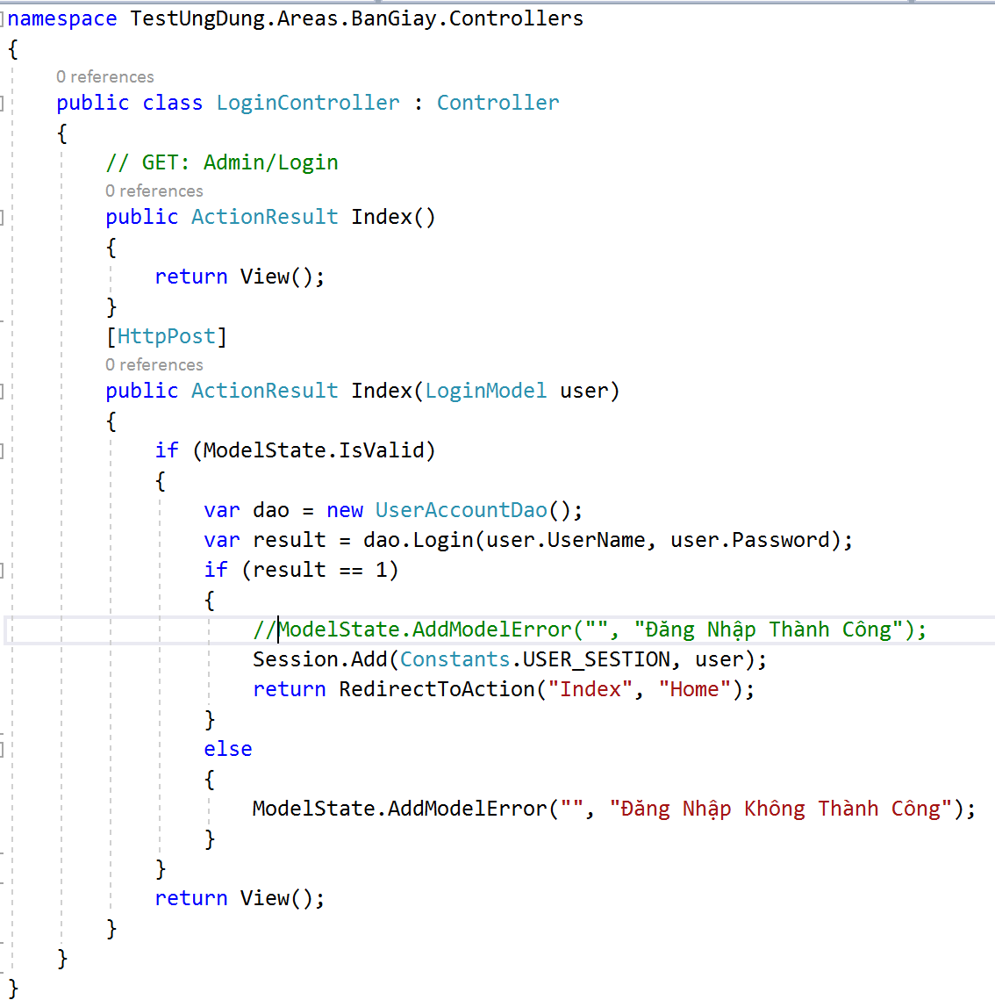 namespace TestUngDung.Areas.BanGiay.Controllers
{
0 references
public class LoginController : Controller
{
// GET: Admin/Login
0 references
public ActionResult Index()
{
return View();
}
[HttpPost]
0 references
public ActionResult Index(LoginModel user)
{
if (ModelState.IsValid)
{
var dao = new UserAccountDao();
var result = dao.Login(user.UserName, user.Password);
if (result == 1)
{
//ModelState.AddModelError("", "Đăng Nhập Thành Công");
Session.Add(Constants.USER_SESTION, user);
return RedirectToAction("Index", "Home");
}
else
{
ModelState.AddModelError("", "Đăng Nhập Không Thành Công");
}
}
return View();
}
}
}